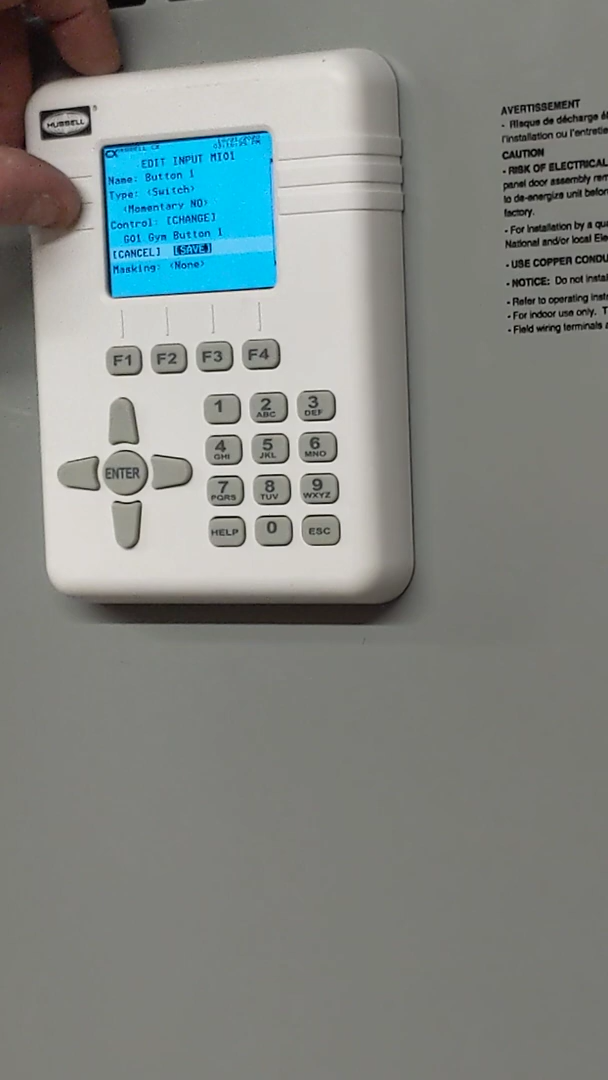 HUBBELL
CX HUBBELL CX
EDIT INPUT MI01
Name: Button 1
Type: <Switch>
<Momentary NO>
Control: [CHANGE]
G01 Gym Button 1
[CANCEL] [SAVE]
Masking: <None>
F1 F2 F3 F4
1 2 ABC 3 DEF
4 GHI 5 JKL 6 MNO
7 PQRS 8 TUV 9 WXYZ
ENTER
HELP 0 ESC
AVERTISSEMENT
- Risque de décharge él
l'installation ou l'entretie
CAUTION
- RISK OF ELECTRICAL
panel door assembly rem
to de-energize unit befor
factory.
- For installation by a qua
National and/or local Ele
- USE COPPER CONDU
- NOTICE: Do not instal
- Refer to operating inst
- For indoor use only. T
- Field wiring terminals a